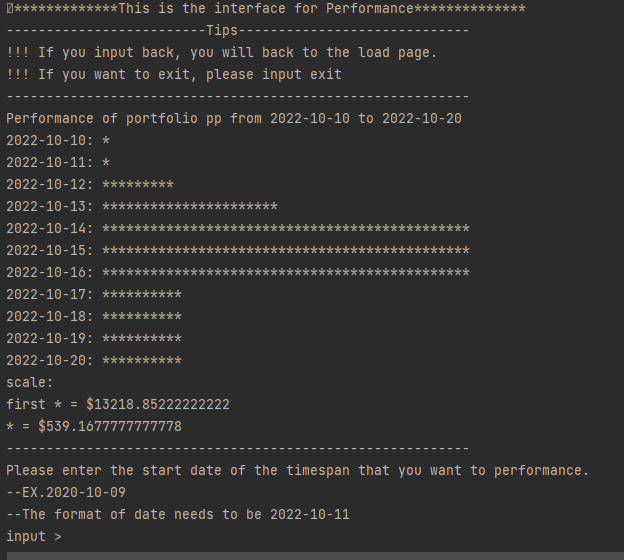 *************This is the interface for Performance**************
-------------------------Tips-----------------------------
!!! If you input back, you will back to the load page.
!!! If you want to exit, please input exit
----------------------------------------------------------
Performance of portfolio pp from 2022-10-10 to 2022-10-20
2022-10-10: *
2022-10-11: *
2022-10-12: *********
2022-10-13: **********************
2022-10-14: **********************************************
2022-10-15: **********************************************
2022-10-16: **********************************************
2022-10-17: **********
2022-10-18: **********
2022-10-19: **********
2022-10-20: **********
scale:
first * = $13218.85222222222
* = $539.1677777777778
----------------------------------------------------------
Please enter the start date of the timespan that you want to performance.
--EX.2020-10-09
--The format of date needs to be 2022-10-11
input >